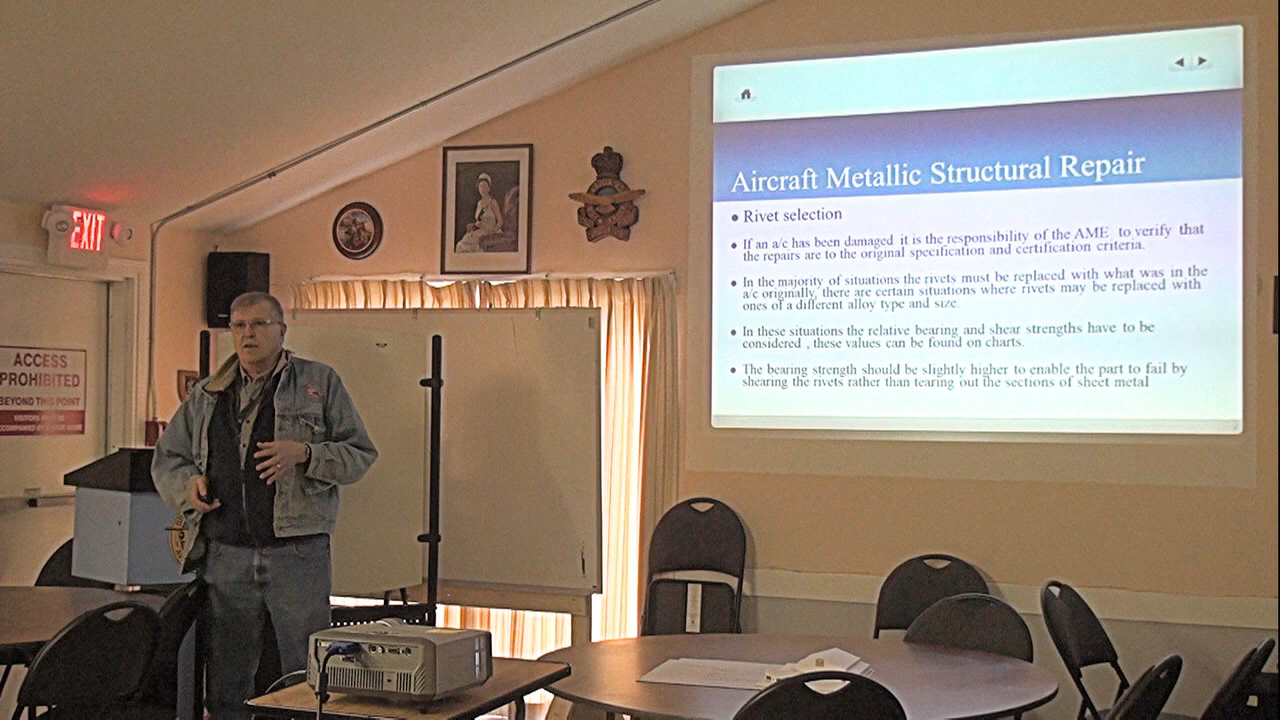 EXIT
ACCESS
PROHIBITED
BEYOND THIS POINT
Aircraft Metallic Structural Repair
• Rivet selection
• If an a/c has been damaged it is the responsibility of the AME to verify that
the repairs are to the original specification and certification criteria.
• In the majority of situations the rivets must be replaced with what was in the
a/c originally, there are certain situations where rivets may be replaced with
ones of a different alloy type and size.
• In these situations the relative bearing and shear strengths have to be
considered , these values can be found on charts.
• The bearing strength should be slightly higher to enable the part to fail by
shearing the rivets rather than tearing out the sections of sheet metal